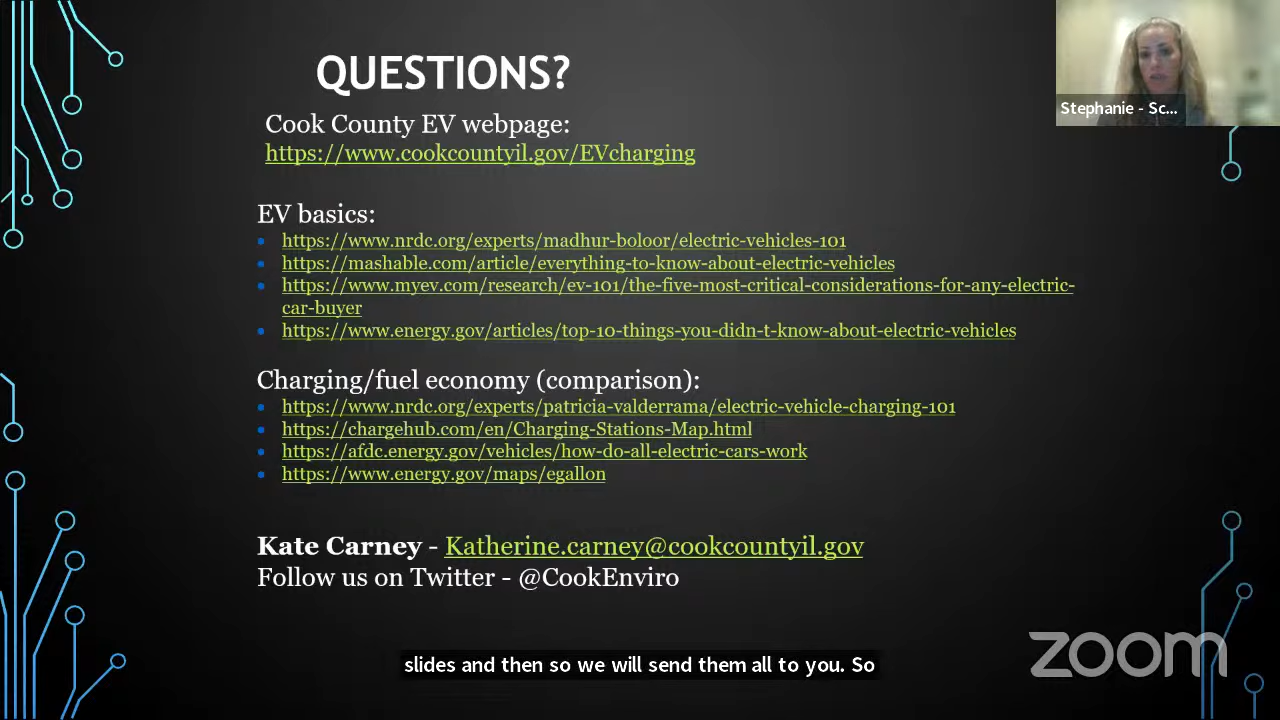 QUESTIONS?
Stephanie - Sc...
Cook County EV webpage:
https://www.cookcountyil.gov/EVcharging
EV basics:
https://www.nrdc.org/experts/madhur-boloor/electric-vehicles-101
https://mashable.com/article/everything-to-know-about-electric-vehicles
https://www.myev.com/research/ev-101/the-five-most-critical-considerations-for-any-electric-
car-buyer
https://www.energy.gov/articles/top-10-things-you-didn-t-know-about-electric-vehicles
Charging/fuel economy (comparison):
https://www.nrdc.org/experts/patricia-valderrama/electric-vehicle-charging-101
https://chargehub.com/en/Charging-Stations-Map.html
https://afdc.energy.gov/vehicles/how-do-all-electric-cars-work
https://www.energy.gov/maps/egallon
Kate Carney - Katherine.carney@cookcountyil.gov
Follow us on Twitter - @CookEnviro
zoom
slides and then so we will send them all to you. So